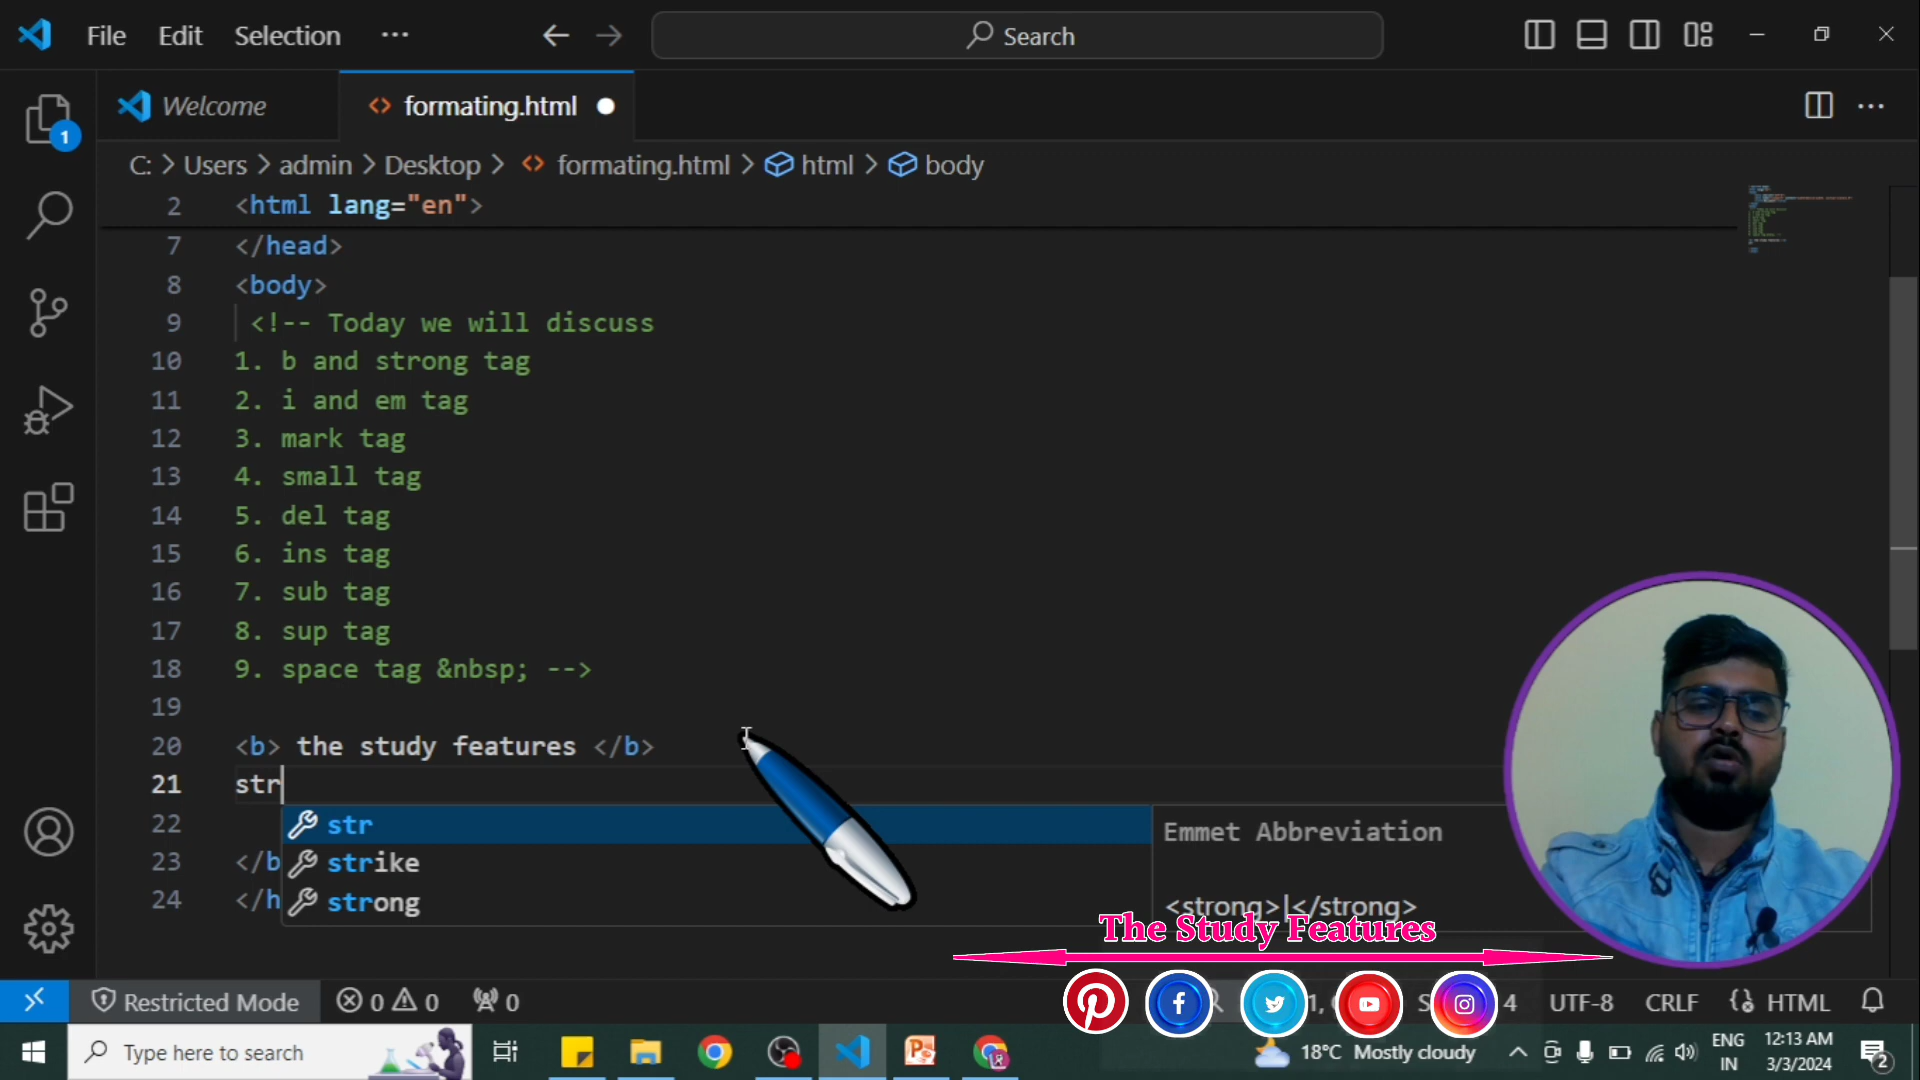 File Edit Selection ··· Search
Welcome formating.html
1
C: > Users > admin > Desktop > formating.html > html > body
2 <html lang="en">
7 </head>
8 <body>
9 <!-- Today we will discuss
10 1. b and strong tag
11 2. i and em tag
12 3. mark tag
13 4. small tag
14 5. del tag
15 6. ins tag
16 7. sub tag
17 8. sup tag
18 9. space tag &nbsp; -->
19
20 <b> the study features </b>
21 str
22 str Emmet Abbreviation
23 </b strike
24 </h strong <strong>|</strong>
The Study Features
Restricted Mode 0 0 0 4 UTF-8 CRLF HTML
Type here to search 18°C Mostly cloudy ENG IN 12:13 AM 3/3/2024 2